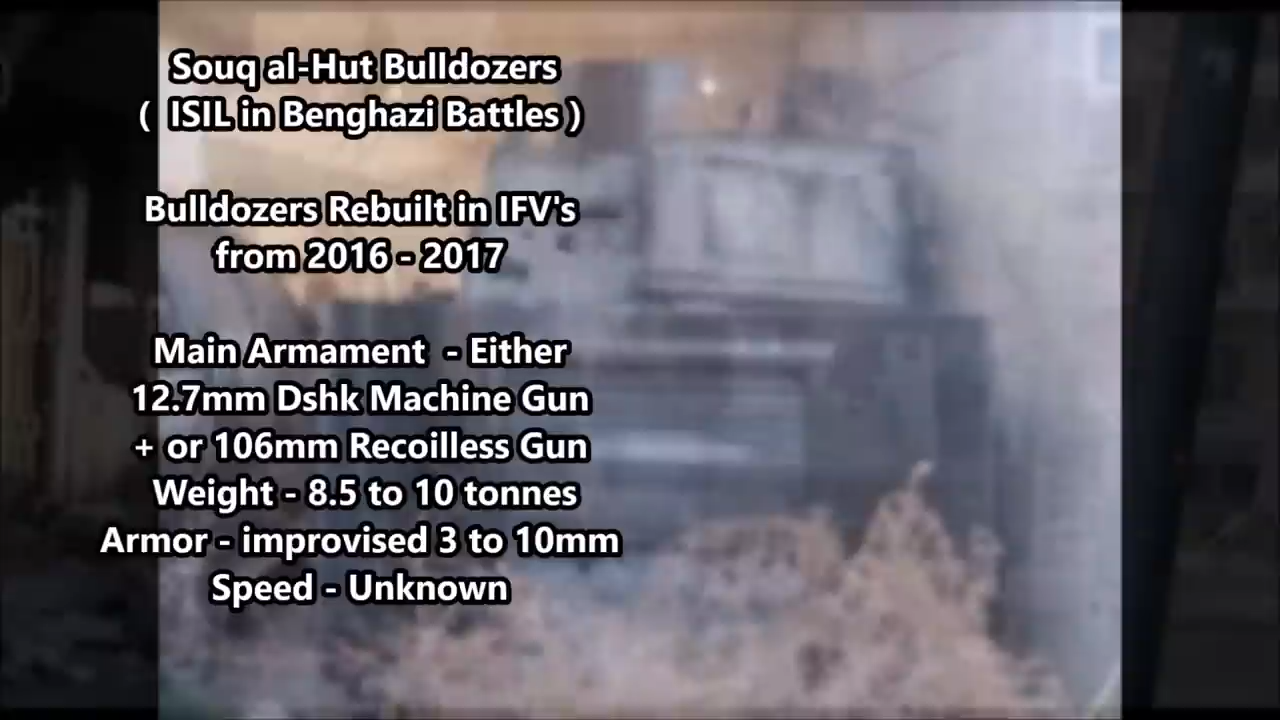 Souq al-Hut Bulldozers
( ISIL in Benghazi Battles )
Bulldozers Rebuilt in IFV's
from 2016 - 2017
Main Armament - Either
12.7mm Dshk Machine Gun
+ or 106mm Recoilless Gun
Weight - 8.5 to 10 tonnes
Armor - improvised 3 to 10mm
Speed - Unknown